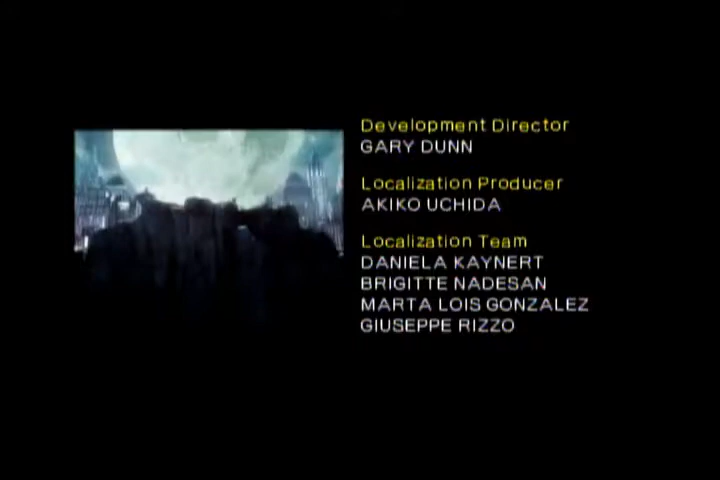 Development Director
GARY DUNN
Localization Producer
AKIKO UCHIDA
Localization Team
DANIELA KAYNERT
BRIGITTE NADESAN
MARTA LOIS GONZALEZ
GIUSEPPE RIZZO